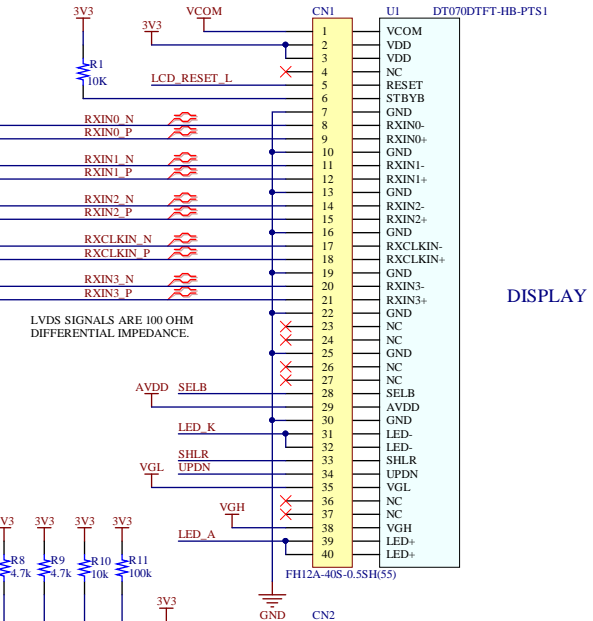 VCOM CN1 U1 DT070DTFT-HB-PTS1
3V3
3V3
R1
10K
LCD_RESET_L
1 VCOM
2 VDD
3 VDD
4 NC
5 RESET
6 STBYB
7 GND
RXIN0_N 8 RXIN0-
RXIN0_P 9 RXIN0+
10 GND
RXIN1_N 11 RXIN1-
RXIN1_P 12 RXIN1+
13 GND
RXIN2_N 14 RXIN2-
RXIN2_P 15 RXIN2+
16 GND
RXCLKIN_N 17 RXCLKIN-
RXCLKIN_P 18 RXCLKIN+
19 GND
RXIN3_N 20 RXIN3-
RXIN3_P 21 RXIN3+
DISPLAY
22 GND
LVDS SIGNALS ARE 100 OHM
DIFFERENTIAL IMPEDANCE.
23 NC
24 NC
25 GND
26 NC
27 NC
AVDD SELB 28 SELB
29 AVDD
30 GND
LED_K 31 LED-
32 LED-
SHLR 33 SHLR
VGL UPDN 34 UPDN
35 VGL
36 NC
37 NC
VGH 38 VGH
LED_A 39 LED+
40 LED+
FH12A-40S-0.5SH(55)
V3 3V3 3V3 3V3
R8 R9 R10 R11
4.7k 4.7k 10k 100k
3V3
GND CN2